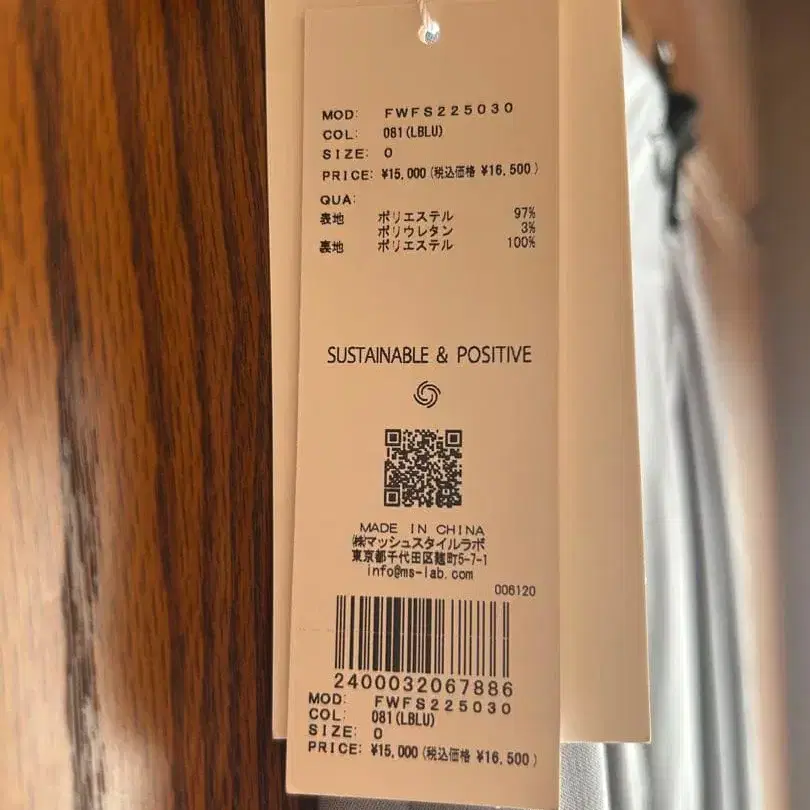 MOD: FWFS225030
COL: 081(LBLU)
SIZE: 0
PRICE: ¥15,000(税込価格 ¥16,500)
QUA:
表地 ポリエステル 97%
ポリウレタン 3%
裏地 ポリエステル 100%
SUSTAINABLE & POSITIVE
MADE IN CHINA
㈱マッシュスタイルラボ
東京都千代田区麹町5-7-1
info@ms-lab.com
006120
2400032067886
MOD: FWFS225030
COL: 081(LBLU)
SIZE: 0
PRICE: ¥15,000(税込価格 ¥16,500)